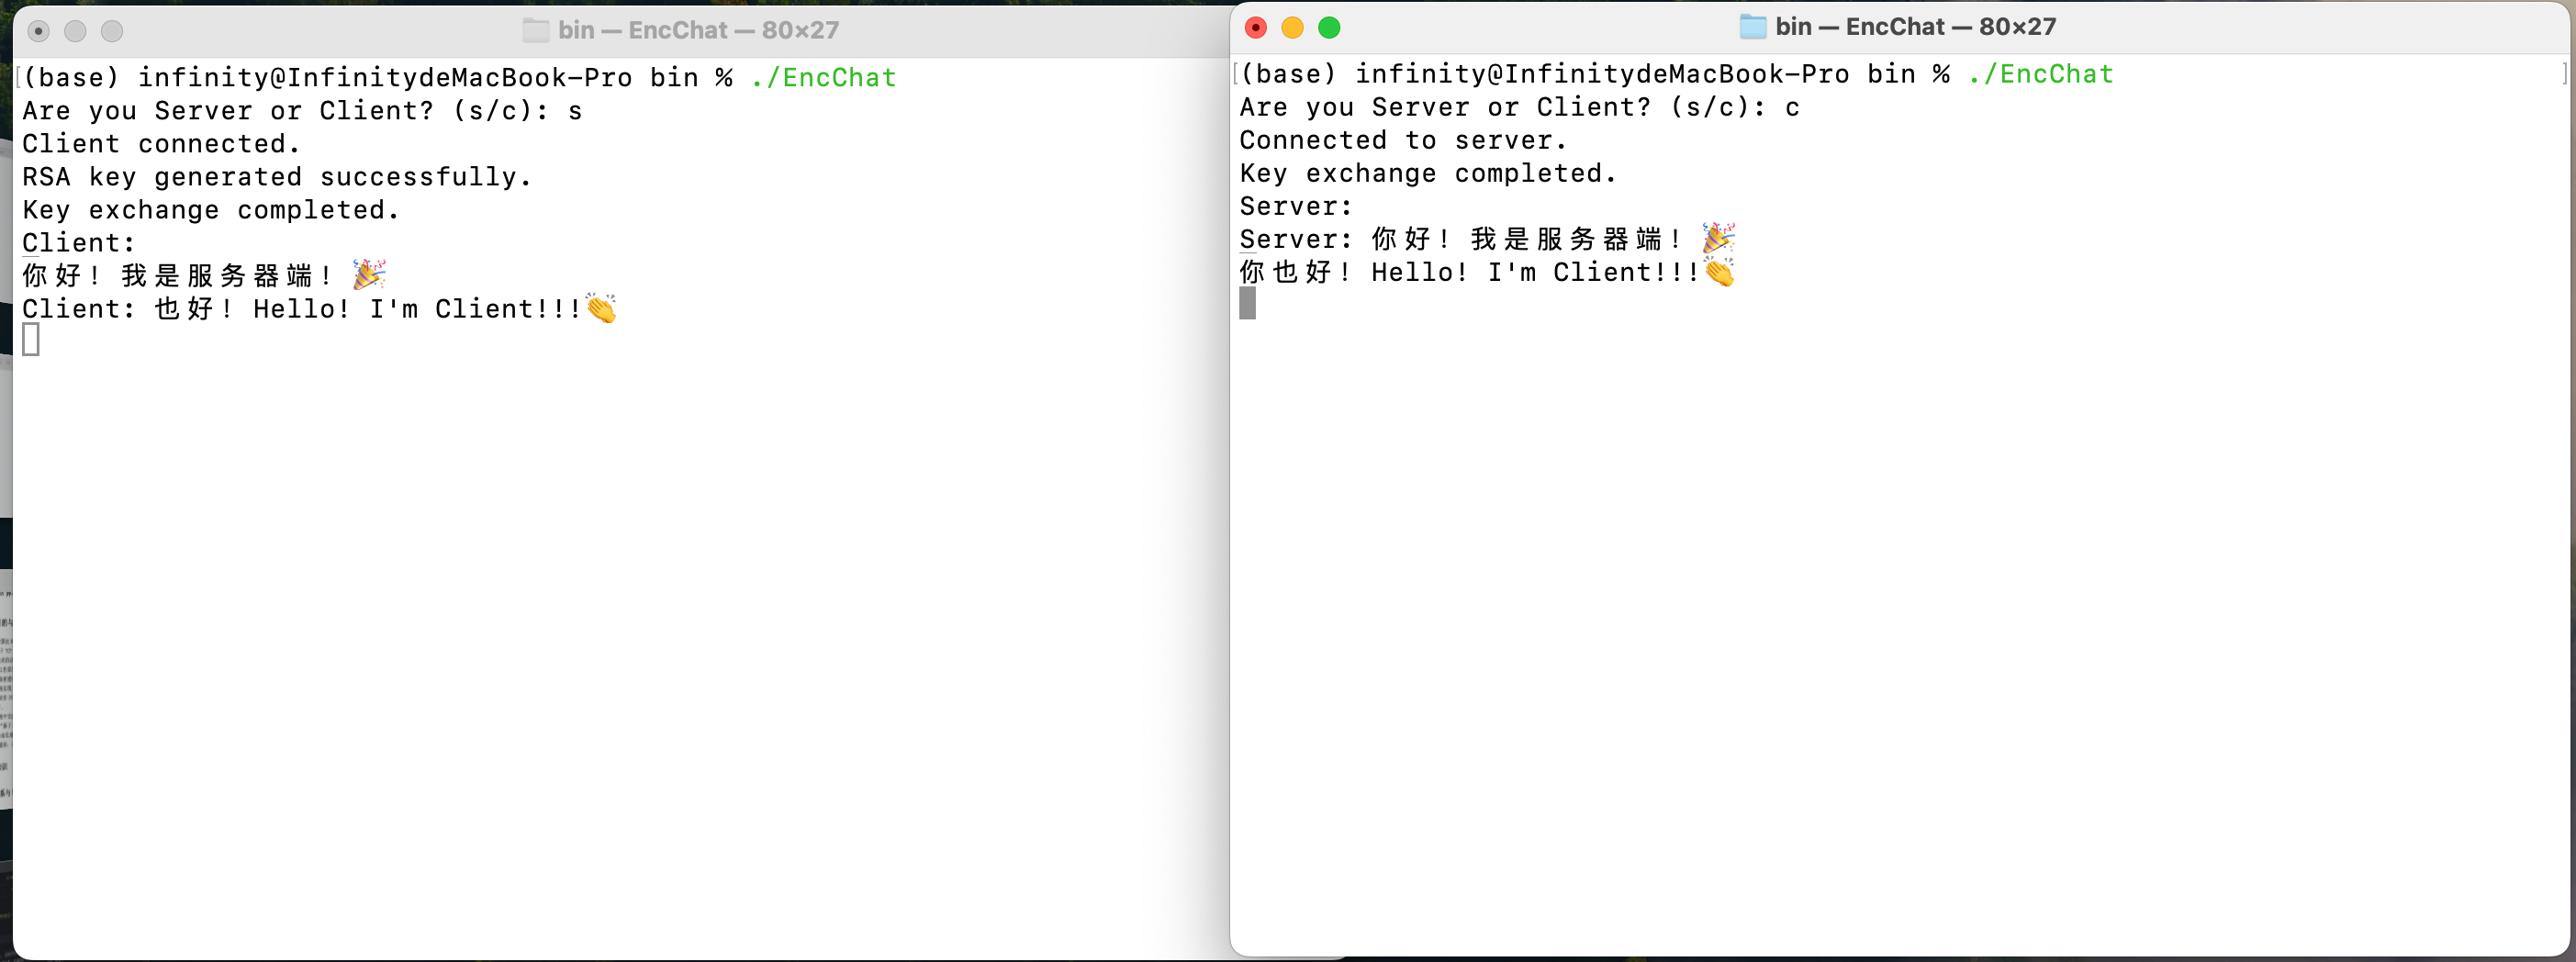 bin — EncChat — 80×27
(base) infinity@InfinitydeMacBook-Pro bin % ./EncChat
Are you Server or Client? (s/c): s
Client connected.
RSA key generated successfully.
Key exchange completed.
Client:
你好！我是服务器端！🎉
Client: 也好！Hello! I'm Client!!!👏
bin — EncChat — 80×27
(base) infinity@InfinitydeMacBook-Pro bin % ./EncChat
Are you Server or Client? (s/c): c
Connected to server.
Key exchange completed.
Server:
Server: 你好！我是服务器端！🎉
你也好！Hello! I'm Client!!!👏